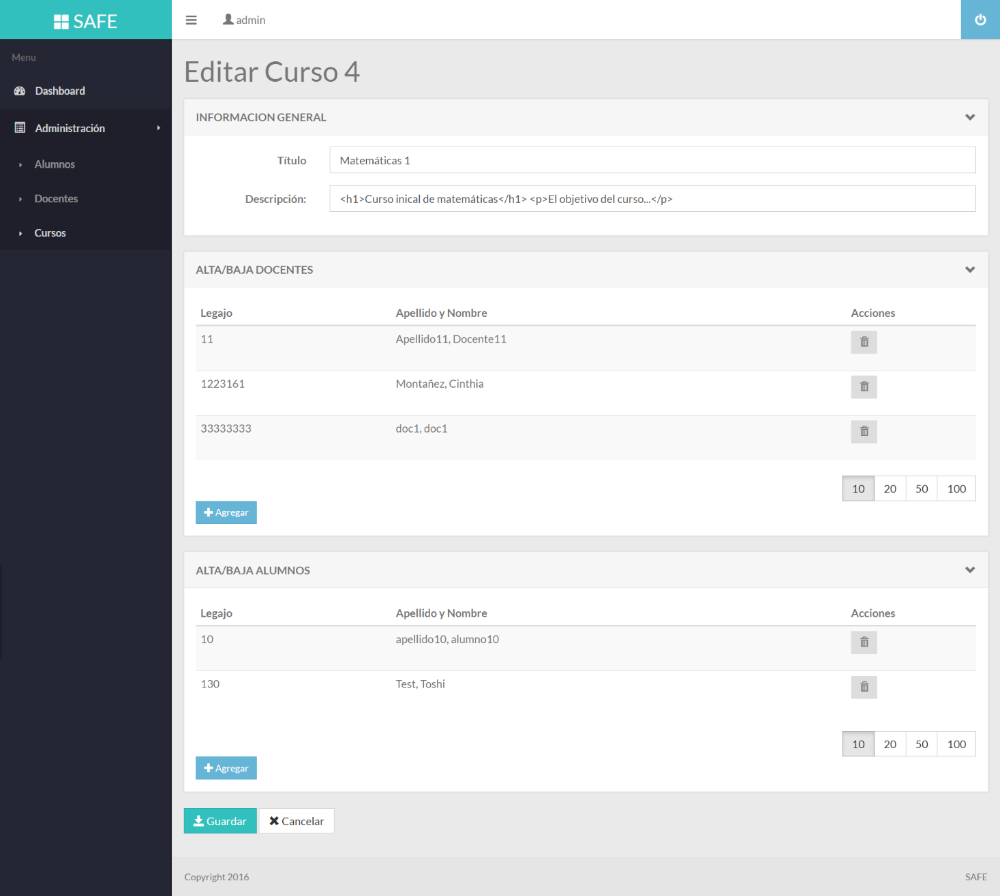 SAFE
admin
Menu
Dashboard
Administración
Alumnos
Docentes
Cursos
Editar Curso 4
INFORMACION GENERAL
Título
Matemáticas 1
Descripción:
<h1>Curso inical de matemáticas</h1> <p>El objetivo del curso...</p>
ALTA/BAJA DOCENTES
Legajo Apellido y Nombre Acciones
11 Apellido11, Docente11
1223161 Montañez, Cinthia
33333333 doc1, doc1
10 20 50 100
Agregar
ALTA/BAJA ALUMNOS
Legajo Apellido y Nombre Acciones
10 apellido10, alumno10
130 Test, Toshi
10 20 50 100
Agregar
Guardar Cancelar
Copyright 2016 SAFE